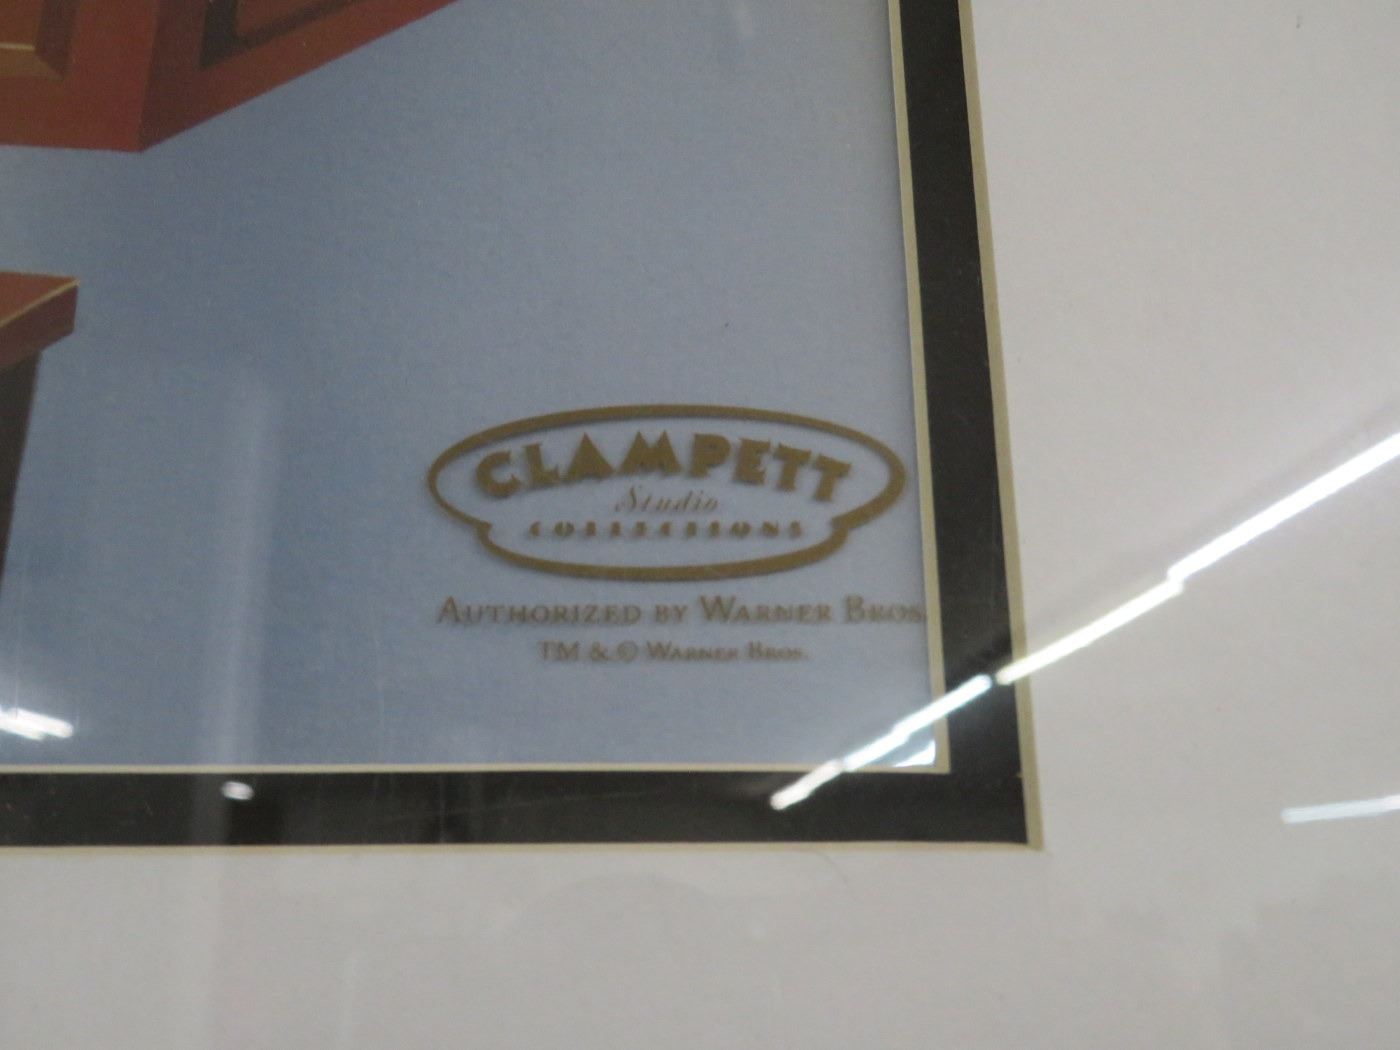 CLAMPETT
Studio
COLLECTIONS
AUTHORIZED BY WARNER BROS.
TM & © WARNER BROS.